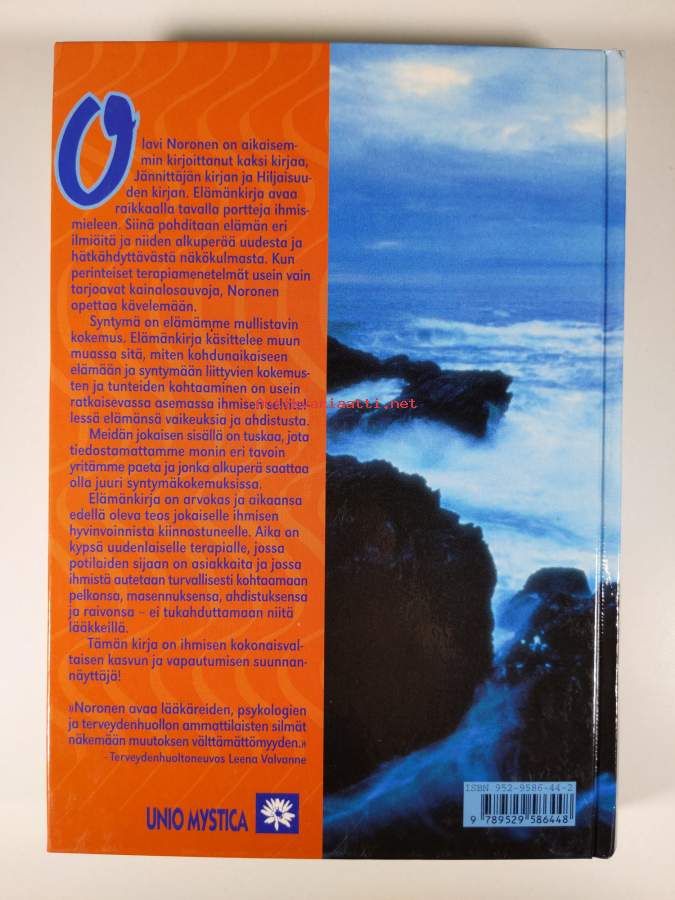 Olavi Noronen on aikaisem-
min kirjoittanut kaksi kirjaa,
Jännittäjän kirjan ja Hiljaisuu-
den kirjan. Elämänkirja avaa
raikkaalla tavalla portteja ihmis-
mieleen. Siinä pohditaan elämän eri
ilmiöitä ja niiden alkuperää uudesta ja
hätkähdyttävästä näkökulmasta. Kun
perinteiset terapiamenetelmät usein vain
tarjoavat kainalosauvoja, Noronen
opettaa kävelemään.
Syntymä on elämämme mullistavin
kokemus. Elämänkirja käsittelee muun
muassa sitä, miten kohdunaikaiseen
elämään ja syntymään liittyvien kokemus-
ten ja tunteiden kohtaaminen on usein
ratkaisevassa asemassa ihmisen selvitel-
lessä elämänsä vaikeuksia ja ahdistusta.
Meidän jokaisen sisällä on tuskaa, jota
tiedostamattamme monin eri tavoin
yritämme paeta ja jonka alkuperä saattaa
olla juuri syntymäkokemuksissa.
Elämänkirja on arvokas ja aikaansa
edellä oleva teos jokaiselle ihmisen
hyvinvoinnista kiinnostuneelle. Aika on
kypsä uudenlaiselle terapialle, jossa
potilaiden sijaan on asiakkaita ja jossa
ihmistä autetaan turvallisesti kohtaamaan
pelkonsa, masennuksensa, ahdistuksensa
ja raivonsa – ei tukahduttamaan niitä
lääkkeillä.
Tämän kirja on ihmisen kokonaisval-
taisen kasvun ja vapautumisen suunnan-
näyttäjä!
»Noronen avaa lääkäreiden, psykologien
ja terveydenhuollon ammattilaisten silmät
näkemään muutoksen välttämättömyyden.»
- Terveydenhuoltoneuvos Leena Valvanne
UNIO MYSTICA
ISBN 952-9586-44-2
9 789529 586448